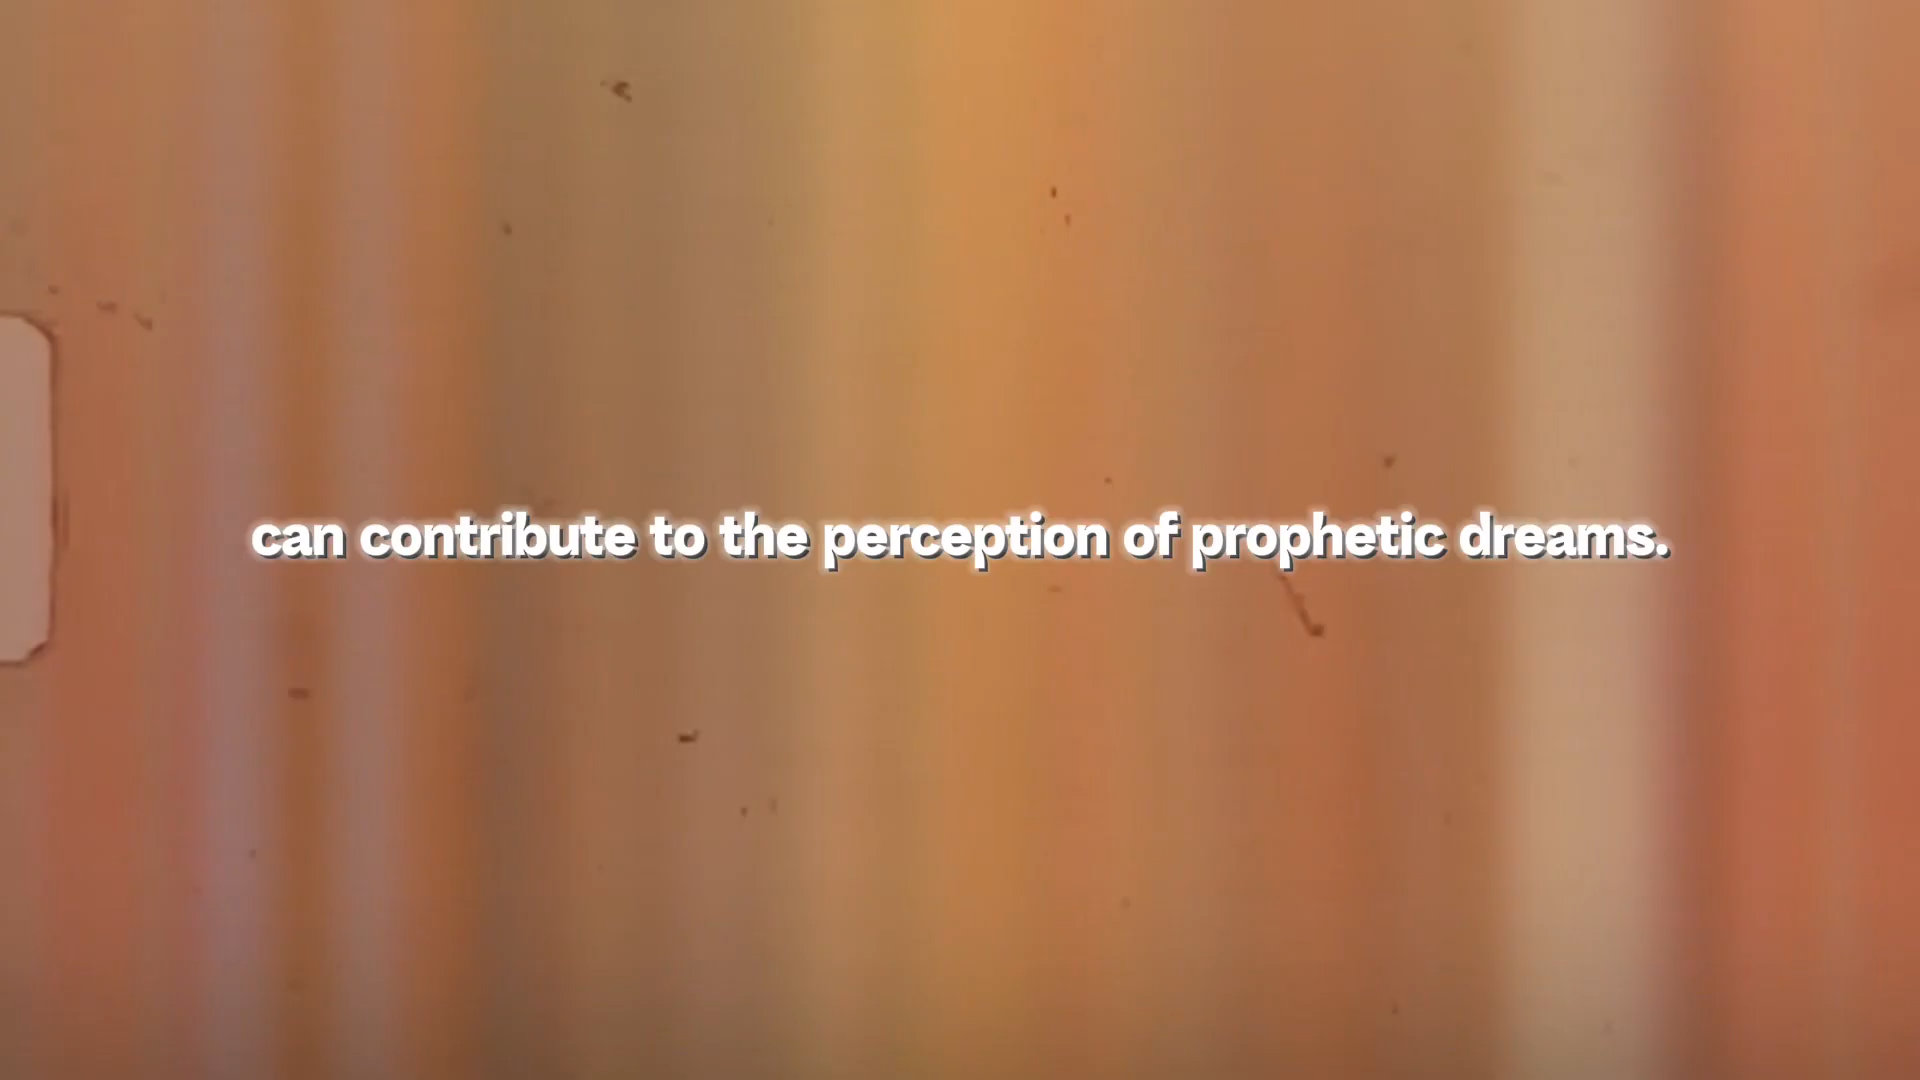 can contribute to the perception of prophetic dreams.